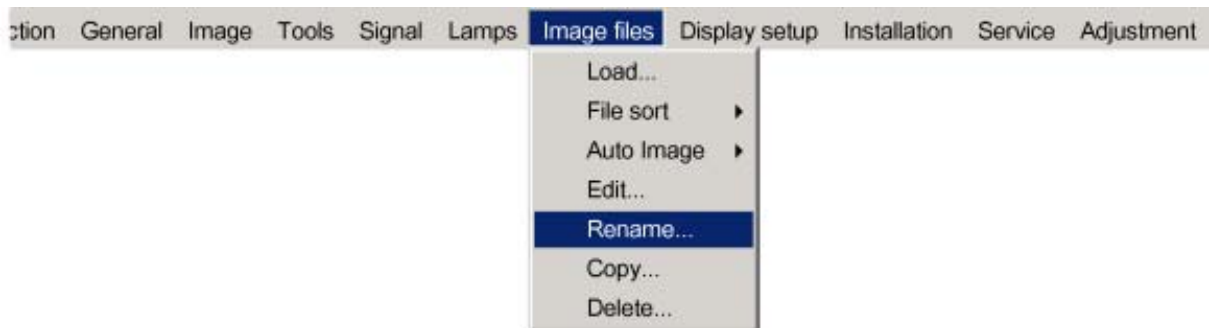 ction General Image Tools Signal Lamps Image files Display setup Installation Service Adjustment
Load...
File sort
Auto Image
Edit...
Rename...
Copy...
Delete...